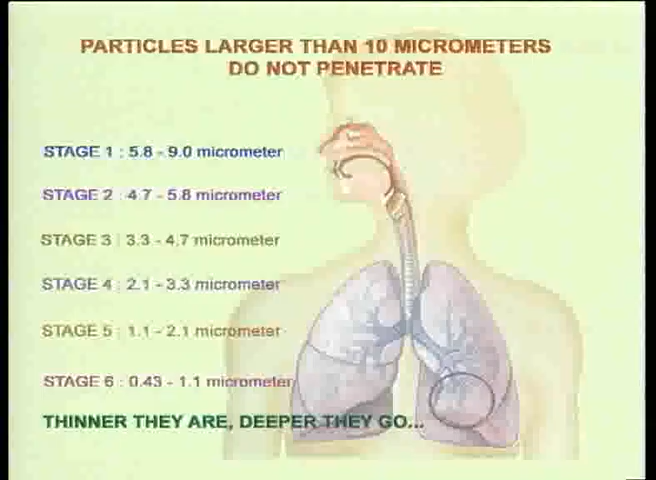 PARTICLES LARGER THAN 10 MICROMETERS
DO NOT PENETRATE
STAGE 1 : 5.8 - 9.0 micrometer
STAGE 2 : 4.7 - 5.8 micrometer
STAGE 3 : 3.3 - 4.7 micrometer
STAGE 4 : 2.1 - 3.3 micrometer
STAGE 5 : 1.1 - 2.1 micrometer
STAGE 6 : 0.43 - 1.1 micrometer
THINNER THEY ARE, DEEPER THEY GO...